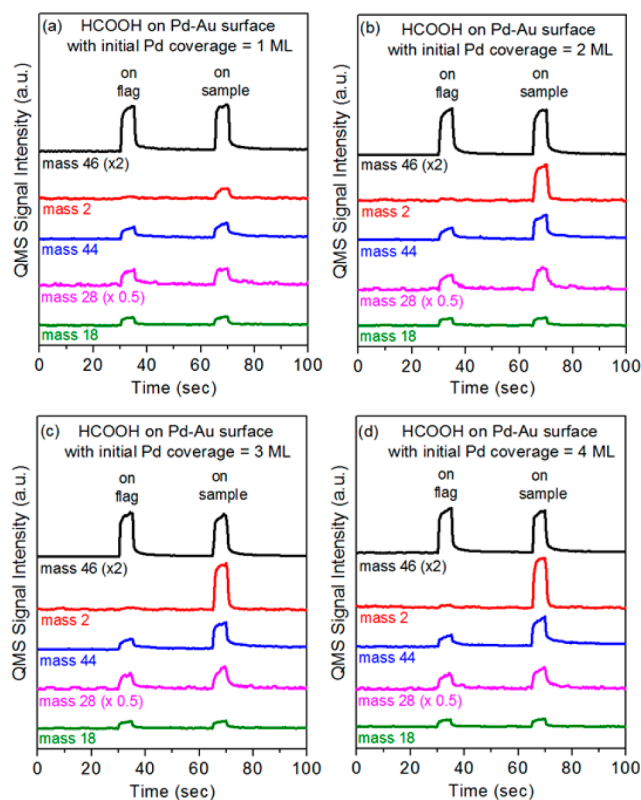 (a) HCOOH on Pd-Au surface
with initial Pd coverage = 1 ML
on
flag
on
sample
mass 46 (x2)
mass 2
mass 44
mass 28 (x 0.5)
mass 18
QMS Signal Intensity (a.u.)
0 20 40 60 80 100
Time (sec)
(b) HCOOH on Pd-Au surface
with initial Pd coverage = 2 ML
on
flag
on
sample
mass 46 (x2)
mass 2
mass 44
mass 28 (x 0.5)
mass 18
QMS Signal Intensity (a.u.)
0 20 40 60 80 100
Time (sec)
(c) HCOOH on Pd-Au surface
with initial Pd coverage = 3 ML
on
flag
on
sample
mass 46 (x2)
mass 2
mass 44
mass 28 (x 0.5)
mass 18
QMS Signal Intensity (a.u.)
0 20 40 60 80 100
Time (sec)
(d) HCOOH on Pd-Au surface
with initial Pd coverage = 4 ML
on
flag
on
sample
mass 46 (x2)
mass 2
mass 44
mass 28 (x 0.5)
mass 18
QMS Signal Intensity (a.u.)
0 20 40 60 80 100
Time (sec)